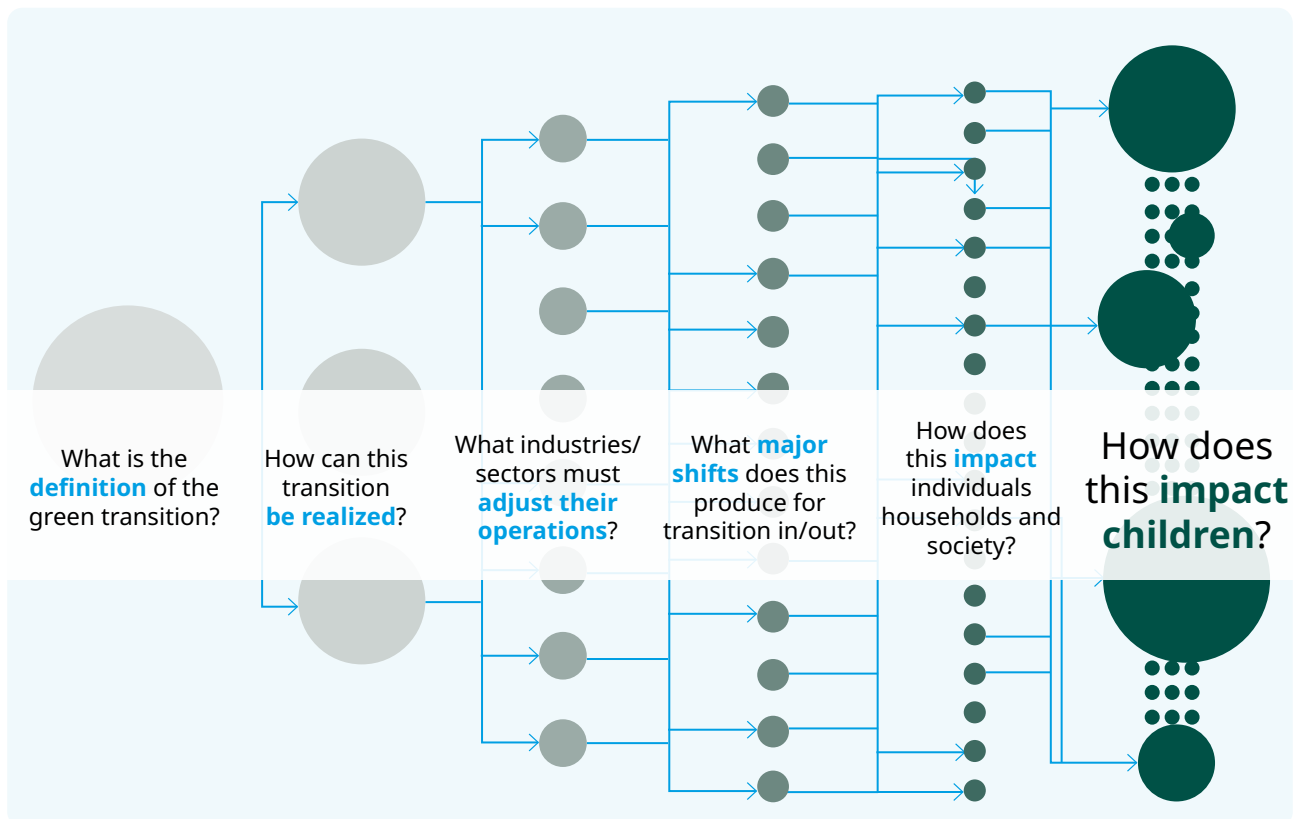 What is the
definition of the
green transition?
How can this
transition
be realized?
What industries/
sectors must
adjust their
operations?
What major
shifts does this
produce for
transition in/out?
How does
this impact
individuals
households and
society?
How does
this impact
children?